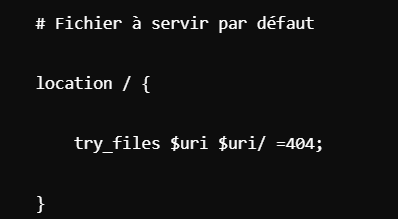 # Fichier à servir par défaut
location / {
try_files $uri $uri/ =404;
}